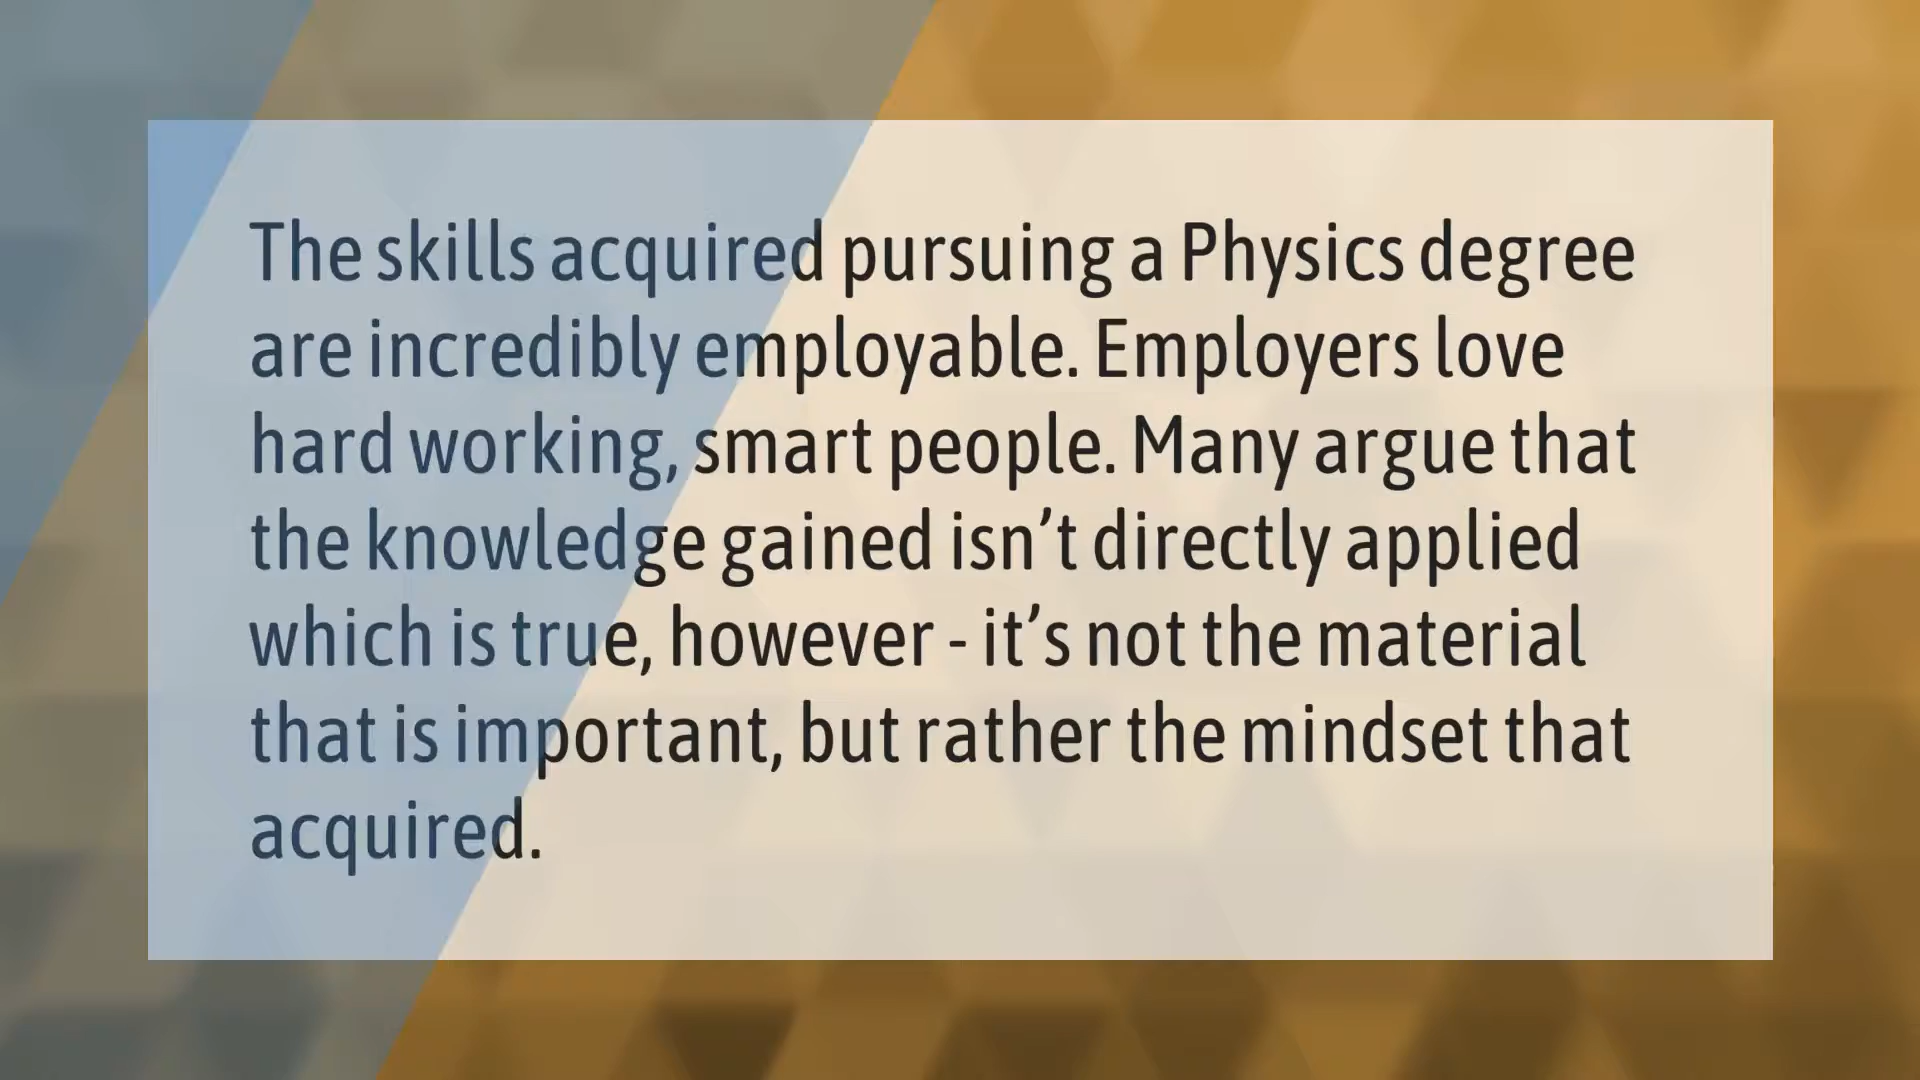 The skills acquired pursuing a Physics degree
are incredibly employable. Employers love
hard working, smart people. Many argue that
the knowledge gained isn’t directly applied
which is true, however - it’s not the material
that is important, but rather the mindset that
acquired.